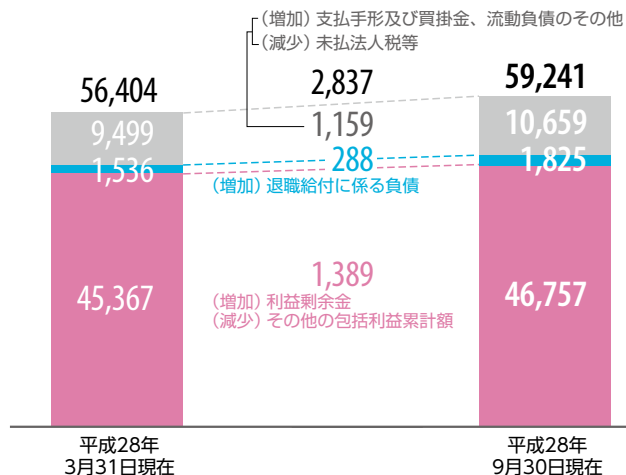 (増加) 支払手形及び買掛金、流動負債のその他
(減少) 未払法人税等
56,404
2,837
59,241
9,499
1,159
10,659
1,536
288
1,825
(増加) 退職給付に係る負債
45,367
1,389
46,757
(増加) 利益剰余金
(減少) その他の包括利益累計額
平成28年
3月31日現在
平成28年
9月30日現在